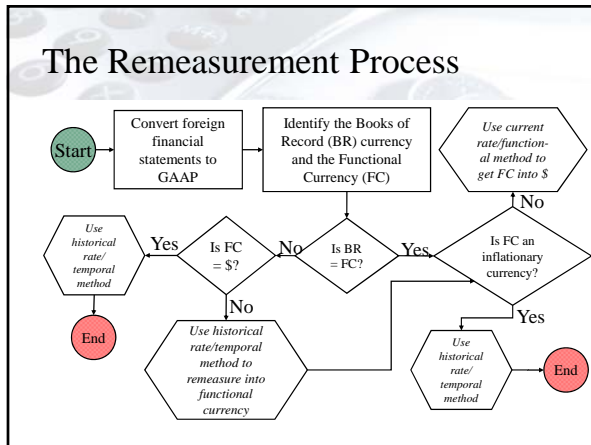 The Remeasurement Process
Start
Convert foreign
financial
statements to
GAAP
Identify the Books of
Record (BR) currency
and the Functional
Currency (FC)
Use current
rate/function-
al method to
get FC into $
No
Use
historical
rate/
temporal
method
Yes
Is FC
= $?
No
Is BR
= FC?
Yes
Is FC an
inflationary
currency?
No
Yes
End
Use historical
rate/temporal
method to
remeasure into
functional
currency
Use
historical
rate/
temporal
method
End